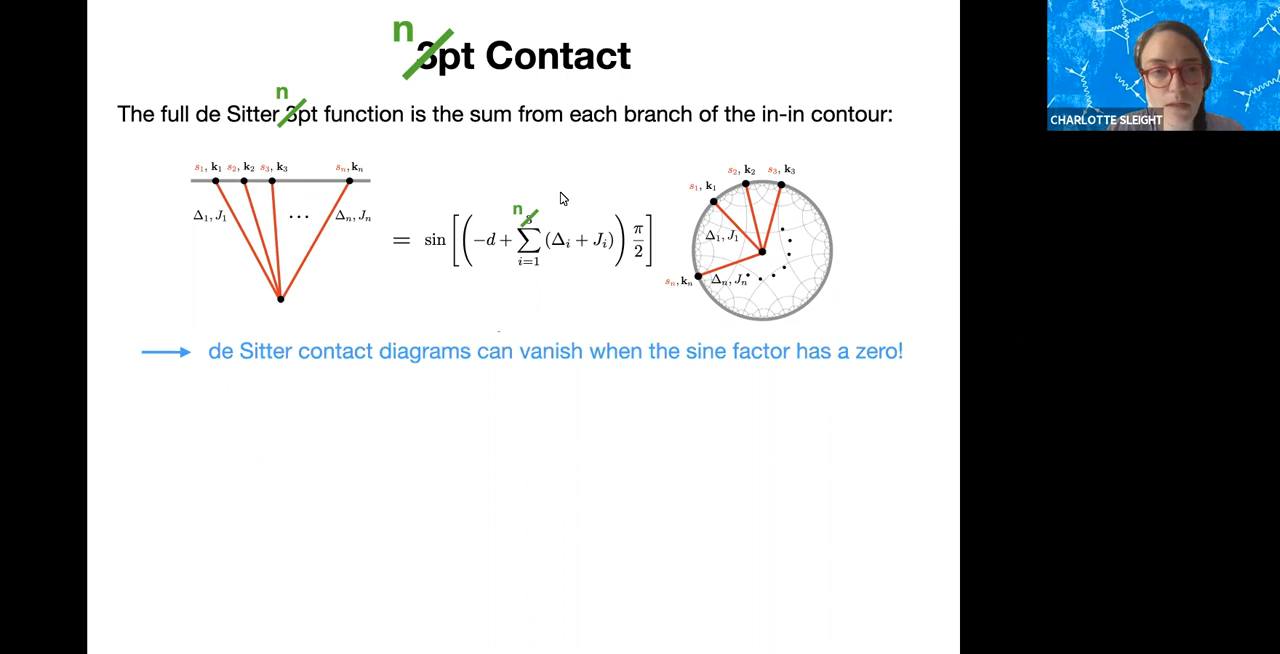 n
3pt Contact
n
The full de Sitter 3pt function is the sum from each branch of the in-in contour:
s₁, k₁ s₂, k₂ s₃, k₃ sₙ, kₙ
Δ₁, J₁ ... Δₙ, Jₙ
= sin[(-d + ∑ᵢ₌₁³ (Δᵢ + Jᵢ)) π/2]
n
s₁, k₁ s₂, k₂ s₃, k₃
Δ₁, J₁
sₙ, kₙ Δₙ, Jₙ
→ de Sitter contact diagrams can vanish when the sine factor has a zero!
CHARLOTTE SLEIGHT